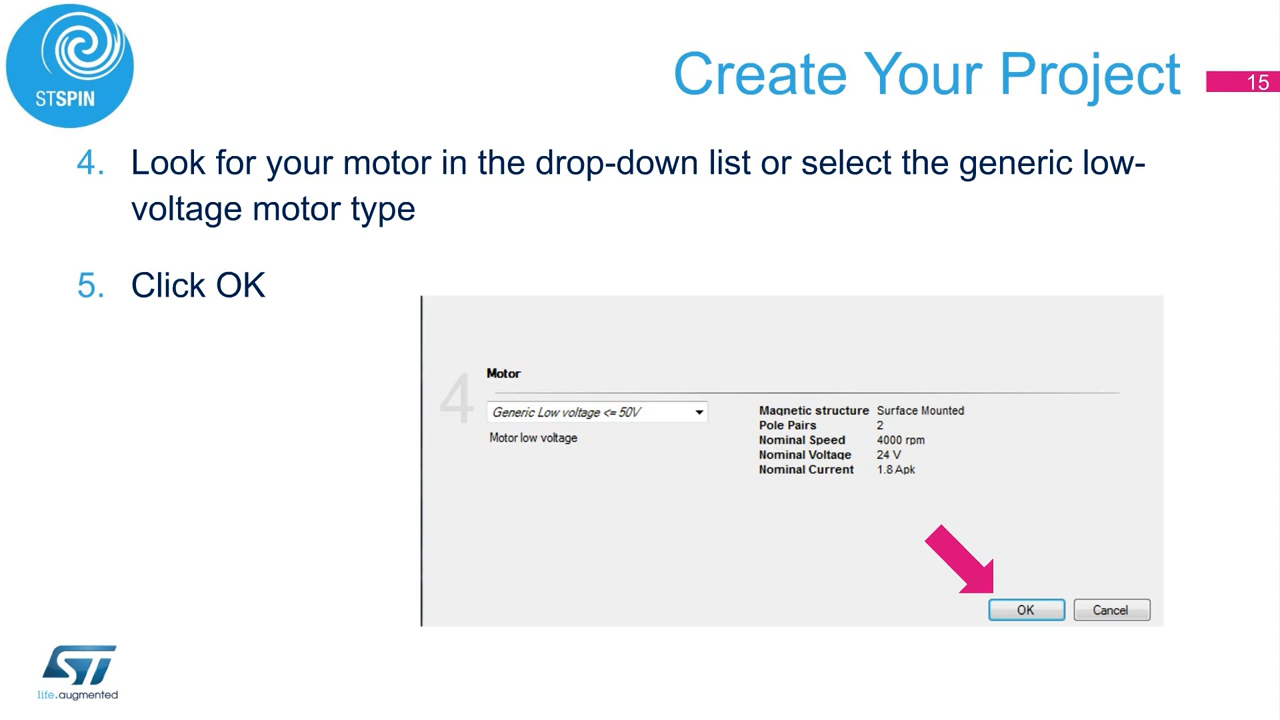 STSPIN
Create Your Project
15
4. Look for your motor in the drop-down list or select the generic low-
voltage motor type
5. Click OK
4
Motor
Generic Low voltage <= 50V
Motor low voltage
Magnetic structure Surface Mounted
Pole Pairs 2
Nominal Speed 4000 rpm
Nominal Voltage 24 V
Nominal Current 1.8 Apk
OK Cancel
ST
life.augmented